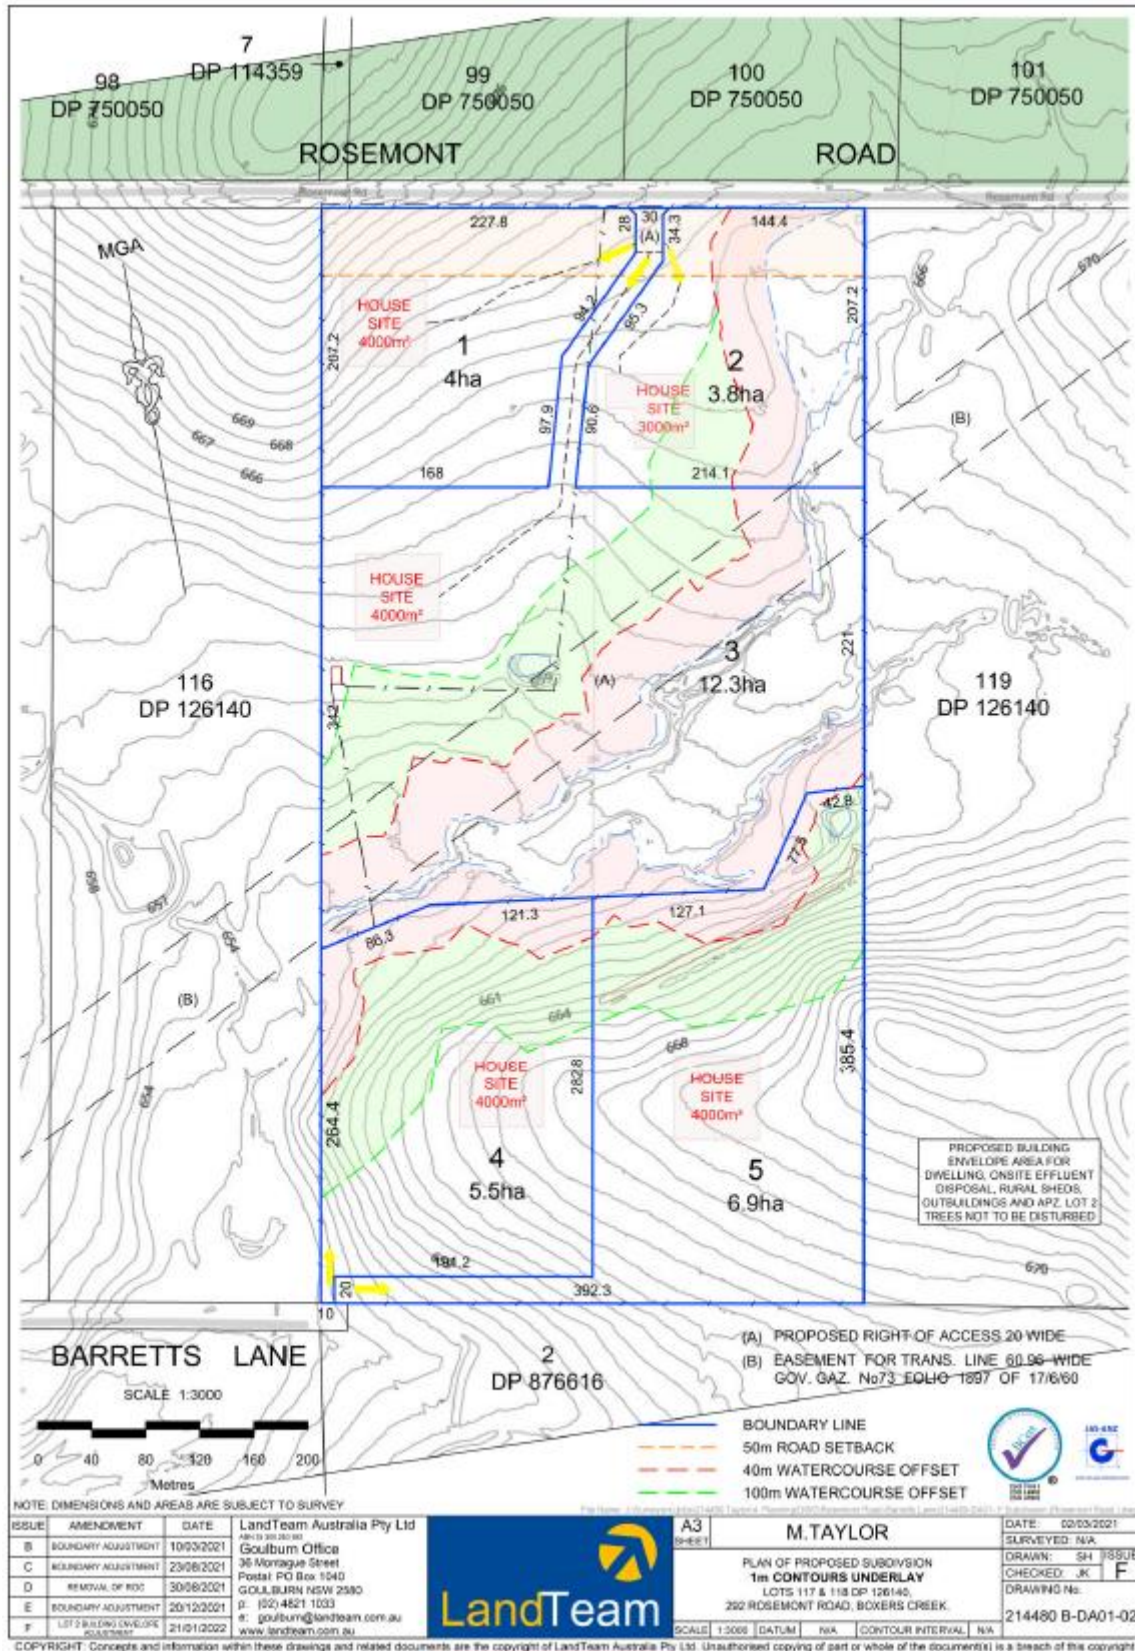 7
DP 114359
98
DP 750050
99
DP 750050
100
DP 750050
101
DP 750050
ROSEMONT ROAD
Rosemont Rd
Rosemont Rd
227.8
28
30
(A)
34.3
144.4
MGA
666
670
HOUSE
SITE
4000m²
267.2
94.2
95.3
207.2
1
4ha
2
3.8ha
HOUSE
SITE
3000m²
(B)
669
667
668
666
97.9
90.6
168
214.1
HOUSE
SITE
4000m²
221
116
DP 126140
342
(A)
3
12.3ha
119
DP 126140
42.8
77.5
658
657
654
121.3
127.1
86.3
(B)
661
664
668
654
HOUSE
SITE
4000m²
282.8
HOUSE
SITE
4000m²
385.4
264.4
4
5.5ha
5
6.9ha
PROPOSED BUILDING
ENVELOPE AREA FOR
DWELLING, ONSITE EFFLUENT
DISPOSAL, RURAL SHEDS,
OUTBUILDINGS AND APZ. LOT 2
TREES NOT TO BE DISTURBED
191.2
670
20
392.3
10
BARRETTS LANE
2
DP 876616
(A) PROPOSED RIGHT OF ACCESS 20 WIDE
(B) EASEMENT FOR TRANS. LINE 60.96 WIDE
GOV. GAZ. No73 FOLIO 1897 OF 17/6/60
SCALE 1:3000
0 40 80 120 160 200
Metres
BOUNDARY LINE
50m ROAD SETBACK
40m WATERCOURSE OFFSET
100m WATERCOURSE OFFSET
NOTE: DIMENSIONS AND AREAS ARE SUBJECT TO SURVEY
ISSUE AMENDMENT DATE
B BOUNDARY ADJUSTMENT 10/03/2021
C BOUNDARY ADJUSTMENT 23/08/2021
D REMOVAL OF ROC 30/08/2021
E BOUNDARY ADJUSTMENT 20/12/2021
F LOT 2 BUILDING ENVELOPE ADJUSTMENT 21/01/2022
LandTeam Australia Pty Ltd
Goulburn Office
36 Montague Street
Postal: PO Box 1040
GOULBURN NSW 2580
p: (02) 4821 1033
e: goulburn@landteam.com.au
www.landteam.com.au
LandTeam
A3
SHEET
M.TAYLOR
PLAN OF PROPOSED SUBDIVSION
1m CONTOURS UNDERLAY
LOTS 117 & 118 DP 126140,
292 ROSEMONT ROAD, BOXERS CREEK.
SCALE 1:3000 DATUM N/A CONTOUR INTERVAL N/A
DATE: 02/03/2021
SURVEYED: N/A
DRAWN: SH
CHECKED: JK
ISSUE
F
DRAWING No.
214480 B-DA01-02
COPYRIGHT: Concepts and information within these drawings and related documents are the copyright of LandTeam Australia Pty Ltd. Unauthorised copying of part or whole of the document(s) is a breach of this copyright